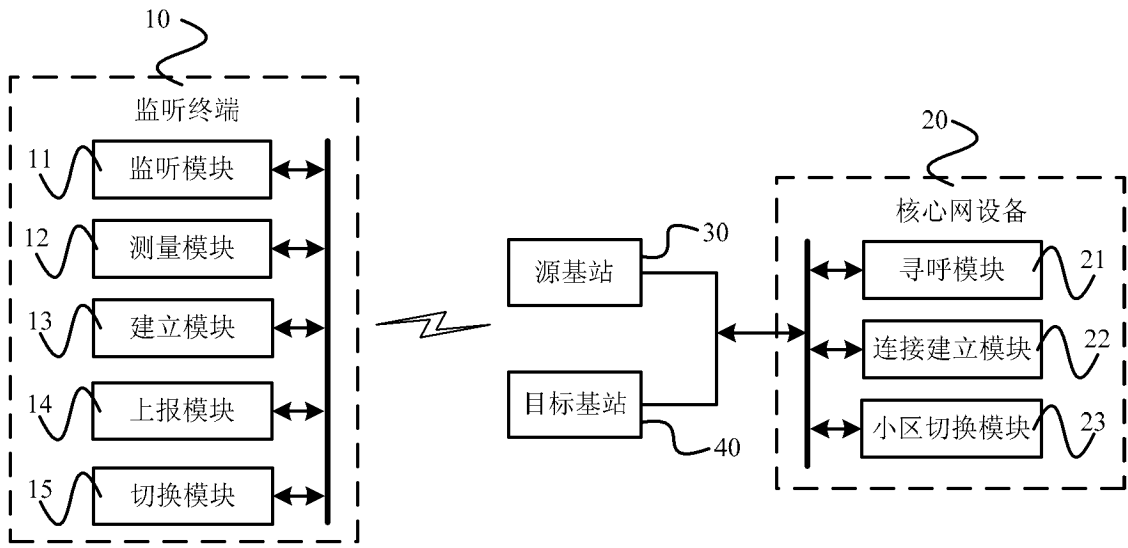 10
监听终端
11
监听模块
12
测量模块
13
建立模块
14
上报模块
15
切换模块
30
源基站
目标基站
40
20
核心网设备
寻呼模块
21
连接建立模块
22
小区切换模块
23